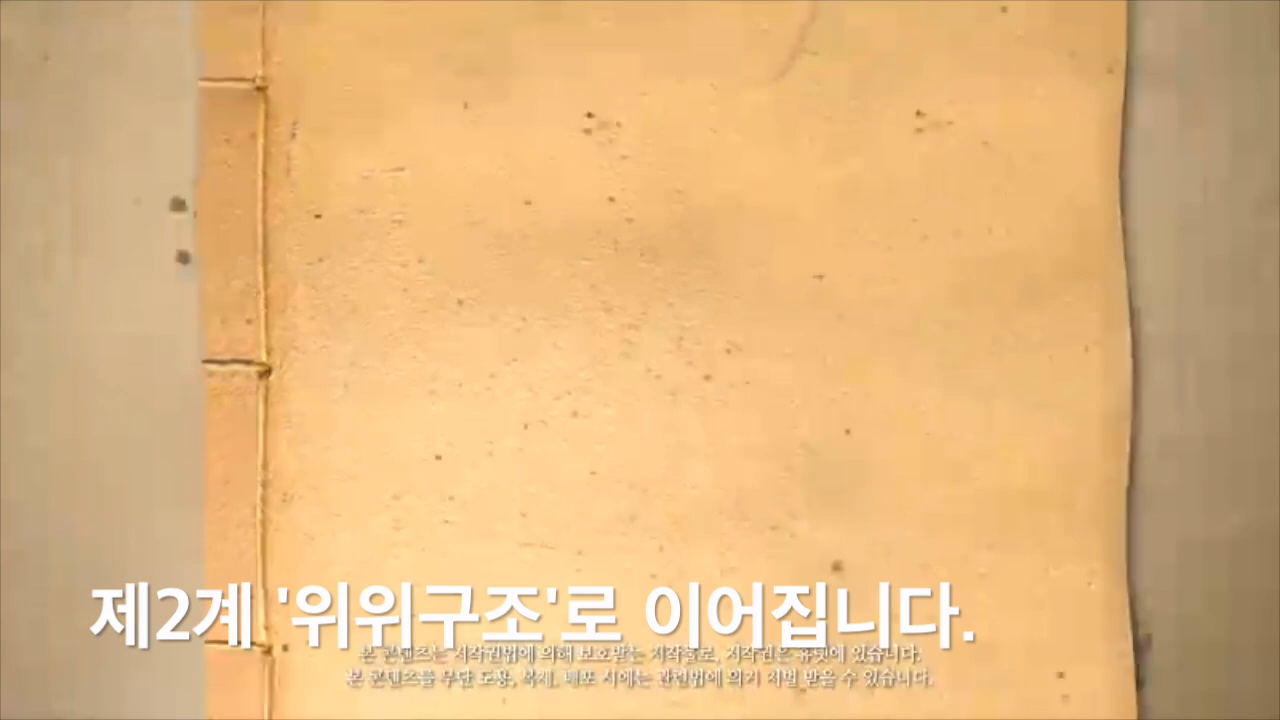 제2계 '위위구조'로 이어집니다.
본 콘텐츠는 저작권법에 의해 보호받는 저작물로, 저작권은 유밋에 있습니다.
본 콘텐츠를 무단 도용, 복제, 배포 시에는 관련법에 의거 처벌 받을 수 있습니다.